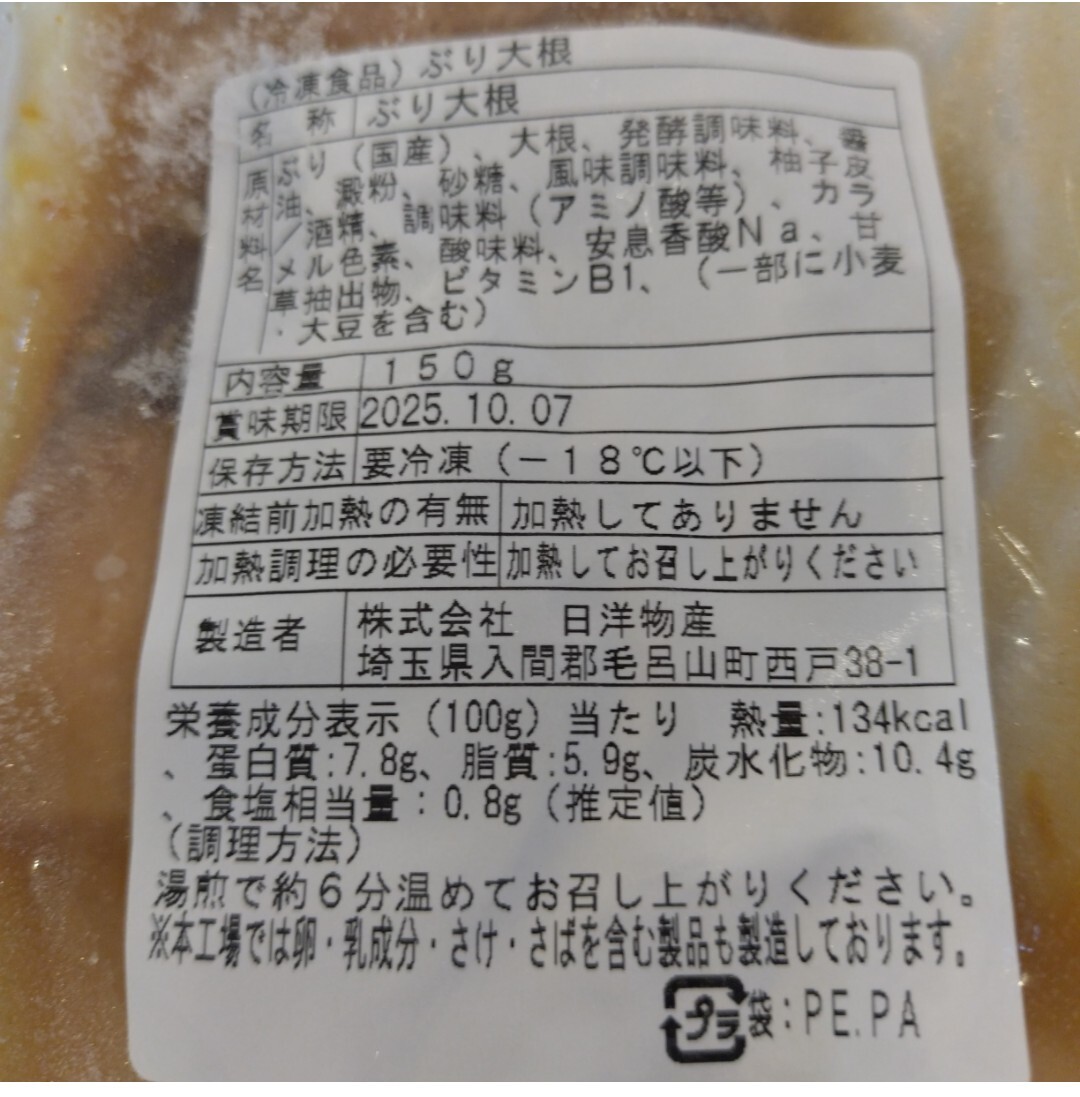 (冷凍食品) ぶり大根
名 称 ぶり大根
原材料名 ぶり（国産）、大根、発酵調味料、醤
油、澱粉、砂糖、風味調味料、柚子皮
／酒精、調味料（アミノ酸等）、カラ
メル色素、酸味料、安息香酸Ｎａ、甘
草抽出物、ビタミンＢ1、（一部に小麦
・大豆を含む）
内容量 １５０ｇ
賞味期限 2025.10.07
保存方法 要冷凍（－１８℃以下）
凍結前加熱の有無 加熱してありません
加熱調理の必要性 加熱してお召し上がりください
製造者 株式会社 日洋物産
埼玉県入間郡毛呂山町西戸38-1
栄養成分表示（100g）当たり 熱量:134kcal
、蛋白質:7.8g、脂質:5.9g、炭水化物:10.4g
、食塩相当量：0.8g（推定値）
（調理方法）
湯煎で約６分温めてお召し上がりください。
※本工場では卵・乳成分・さけ・さばを含む製品も製造しております。
プラ 袋：PE.PA